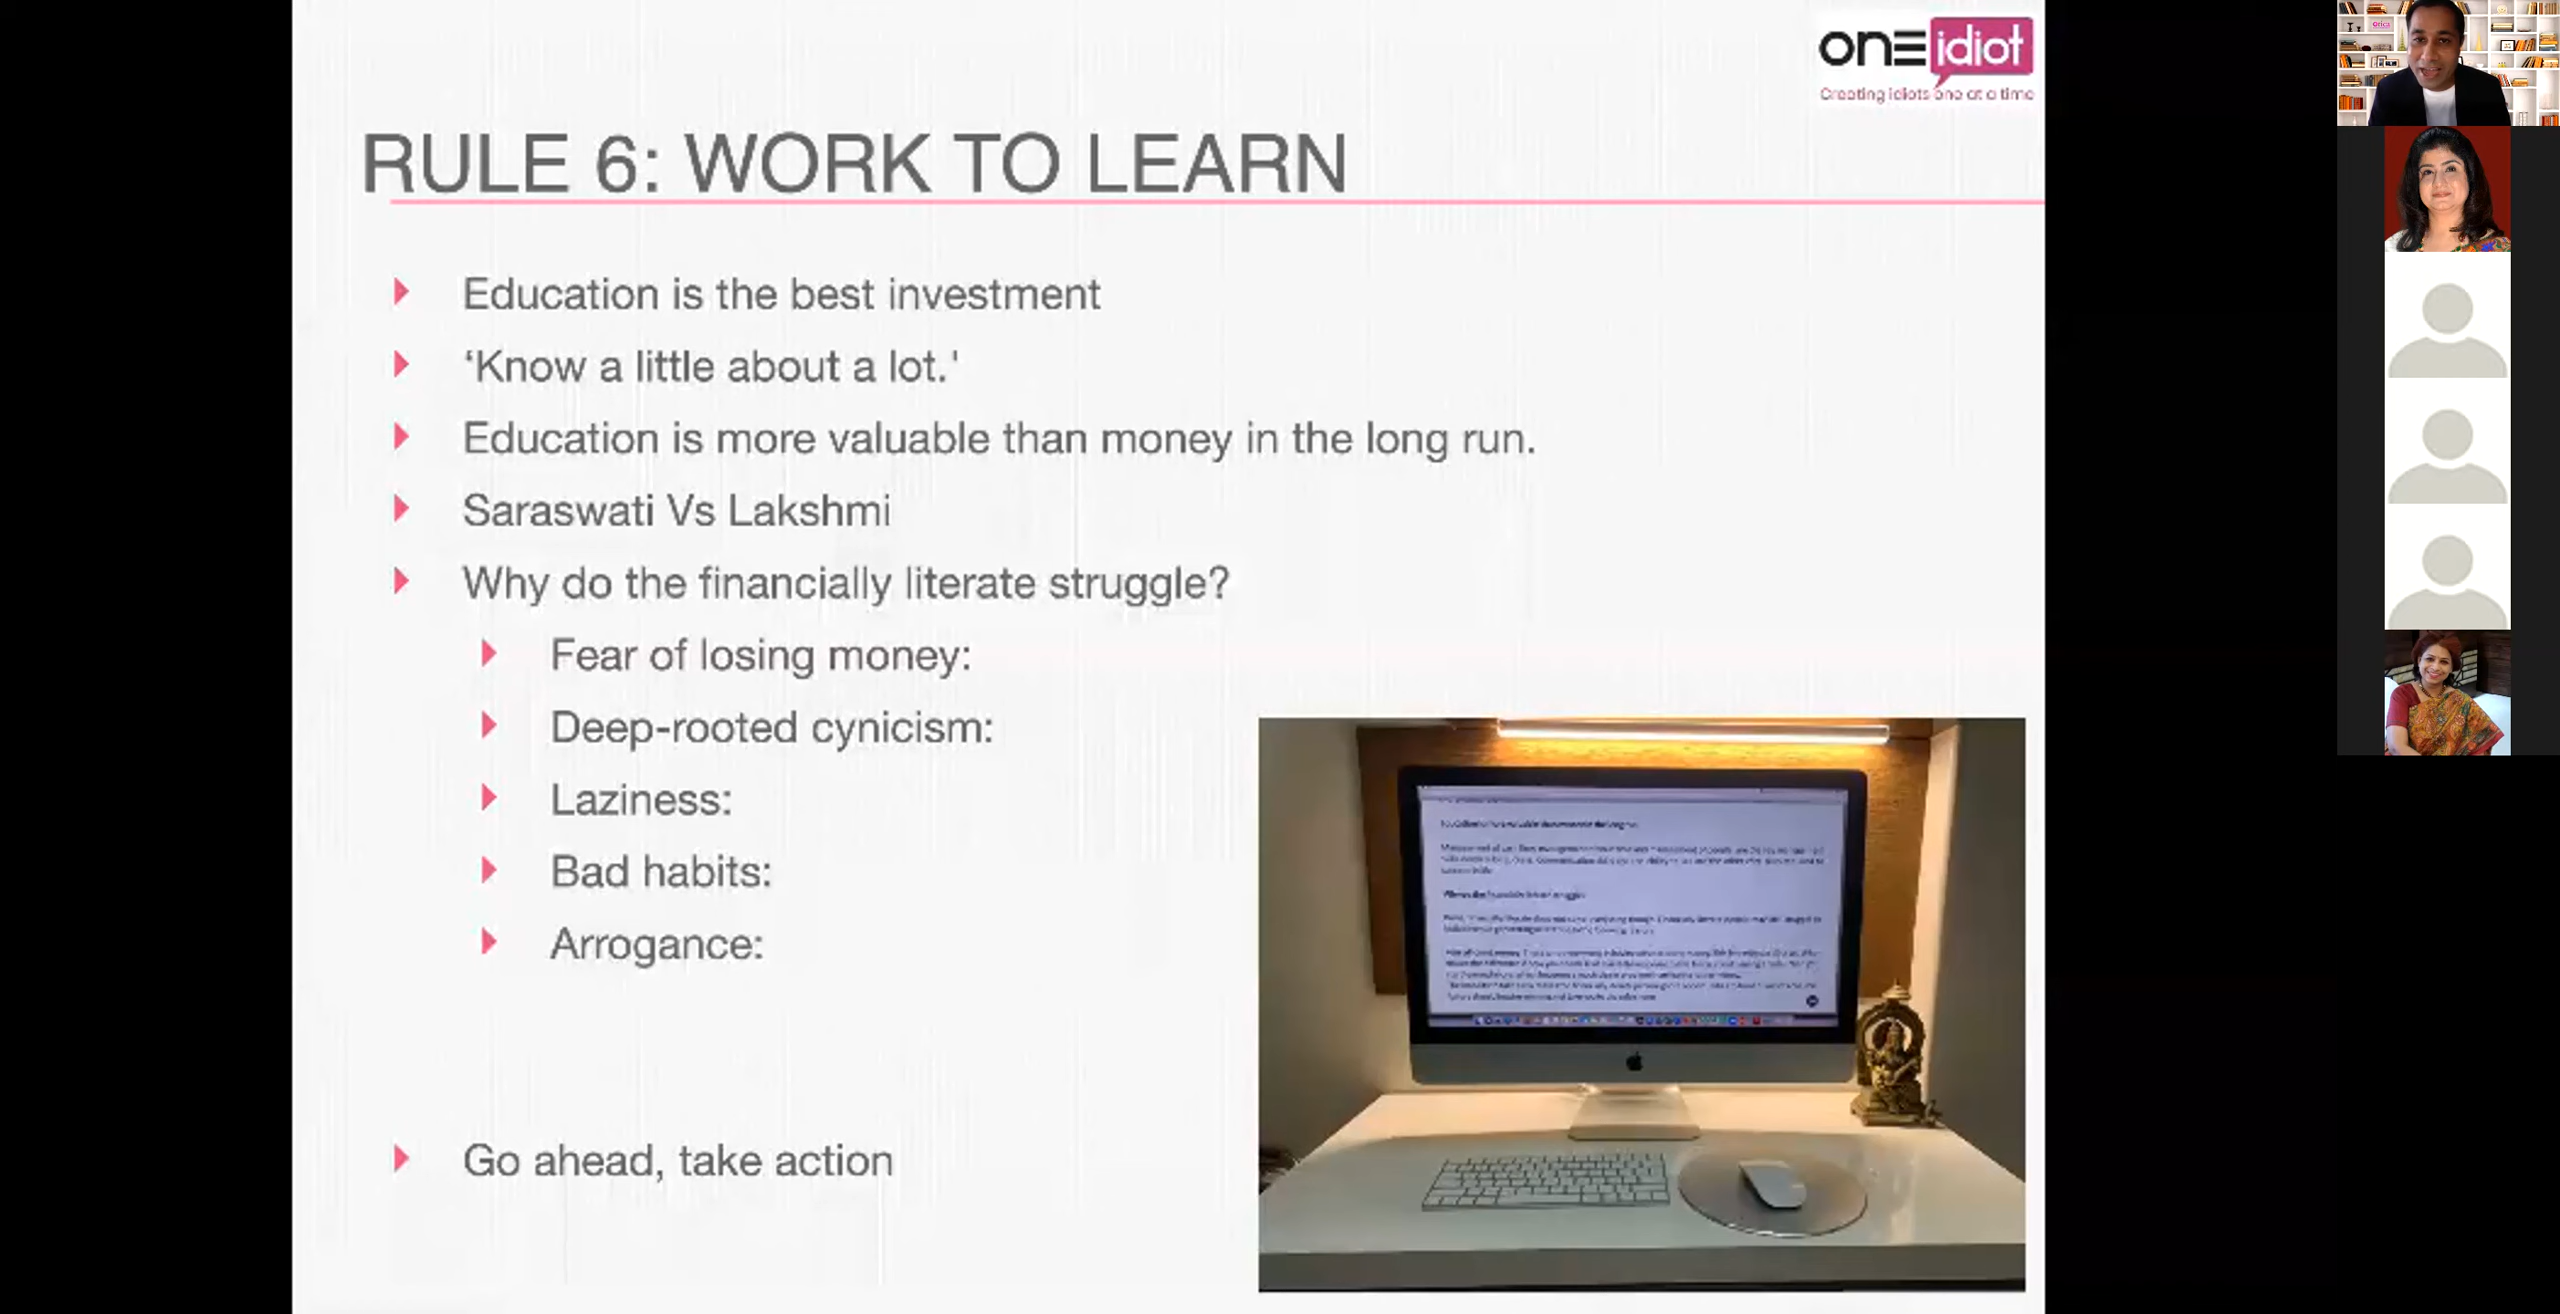 onE idiot
Creating idiots one at a time
RULE 6: WORK TO LEARN
Education is the best investment
‘Know a little about a lot.'
Education is more valuable than money in the long run.
Saraswati Vs Lakshmi
Why do the financially literate struggle?
Fear of losing money:
Deep-rooted cynicism:
Laziness:
Bad habits:
Arrogance:
Go ahead, take action